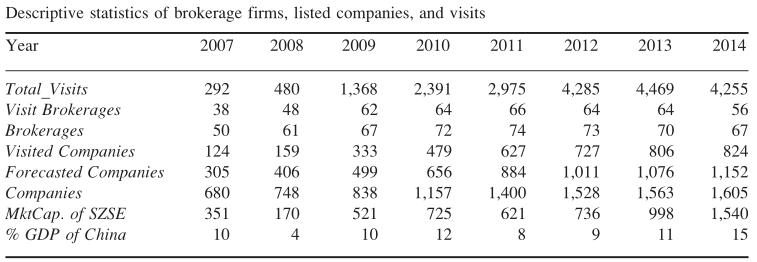 Descriptive statistics of brokerage firms, listed companies, and visits
Year 2007 2008 2009 2010 2011 2012 2013 2014
Total_Visits 292 480 1,368 2,391 2,975 4,285 4,469 4,255
Visit Brokerages 38 48 62 64 66 64 64 56
Brokerages 50 61 67 72 74 73 70 67
Visited Companies 124 159 333 479 627 727 806 824
Forecasted Companies 305 406 499 656 884 1,011 1,076 1,152
Companies 680 748 838 1,157 1,400 1,528 1,563 1,605
MktCap. of SZSE 351 170 521 725 621 736 998 1,540
% GDP of China 10 4 10 12 8 9 11 15